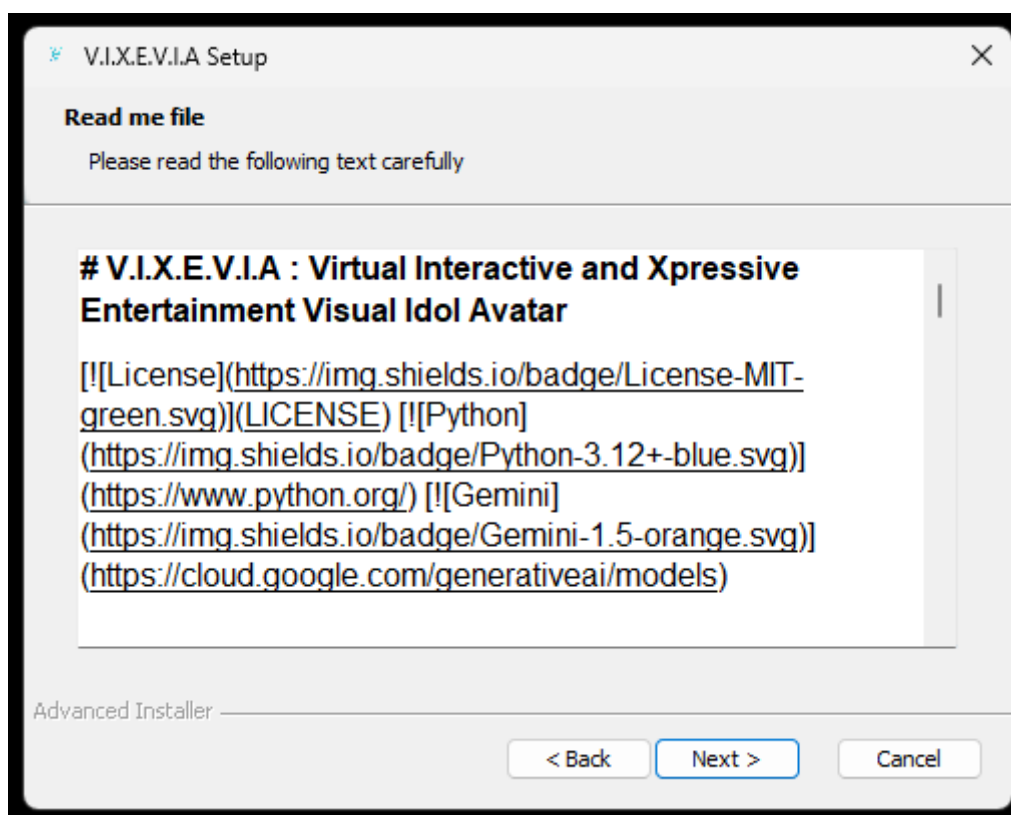 V.I.X.E.V.I.A Setup
Read me file
Please read the following text carefully
# V.I.X.E.V.I.A : Virtual Interactive and Xpressive
Entertainment Visual Idol Avatar
[![License](https://img.shields.io/badge/License-MIT-
green.svg)](LICENSE) [![Python]
(https://img.shields.io/badge/Python-3.12+-blue.svg)]
(https://www.python.org/) [![Gemini]
(https://img.shields.io/badge/Gemini-1.5-orange.svg)]
(https://cloud.google.com/generativeai/models)
Advanced Installer
< Back Next > Cancel